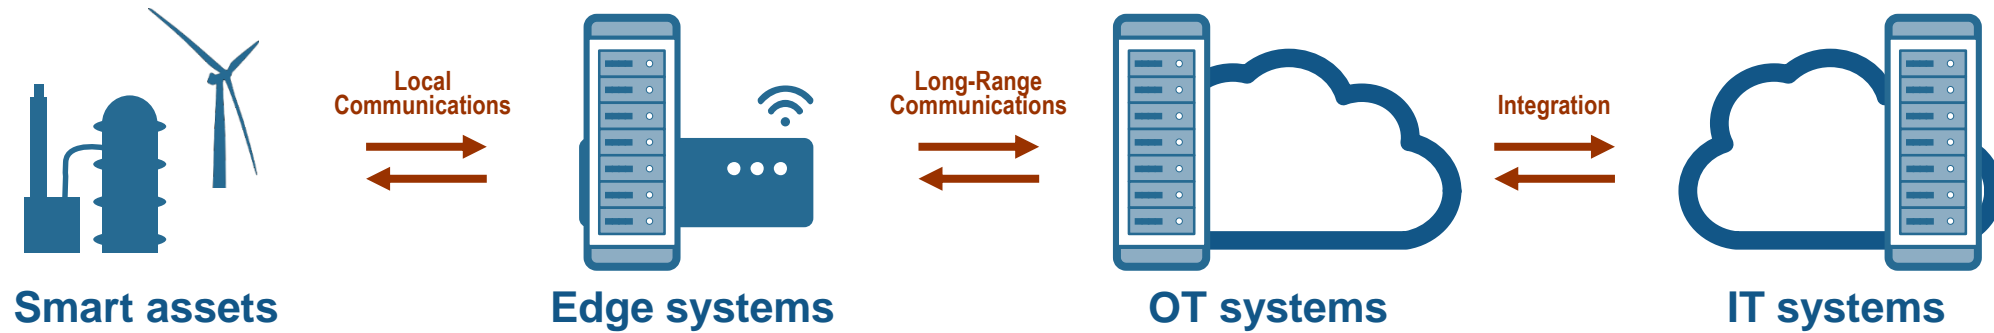 Local
Communications
Long-Range
Communications
Integration
Smart assets
Edge systems
OT systems
IT systems